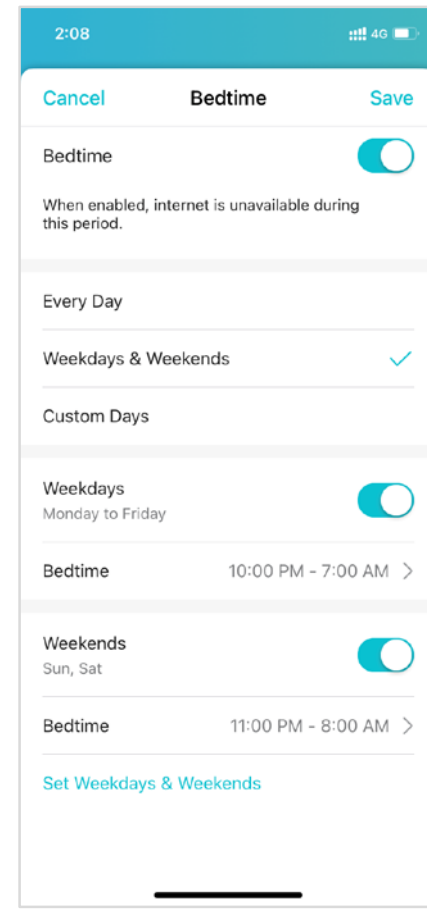 2:08
4G
Cancel Bedtime Save
Bedtime
When enabled, internet is unavailable during
this period.
Every Day
Weekdays & Weekends
Custom Days
Weekdays
Monday to Friday
Bedtime 10:00 PM - 7:00 AM
Weekends
Sun, Sat
Bedtime 11:00 PM - 8:00 AM
Set Weekdays & Weekends